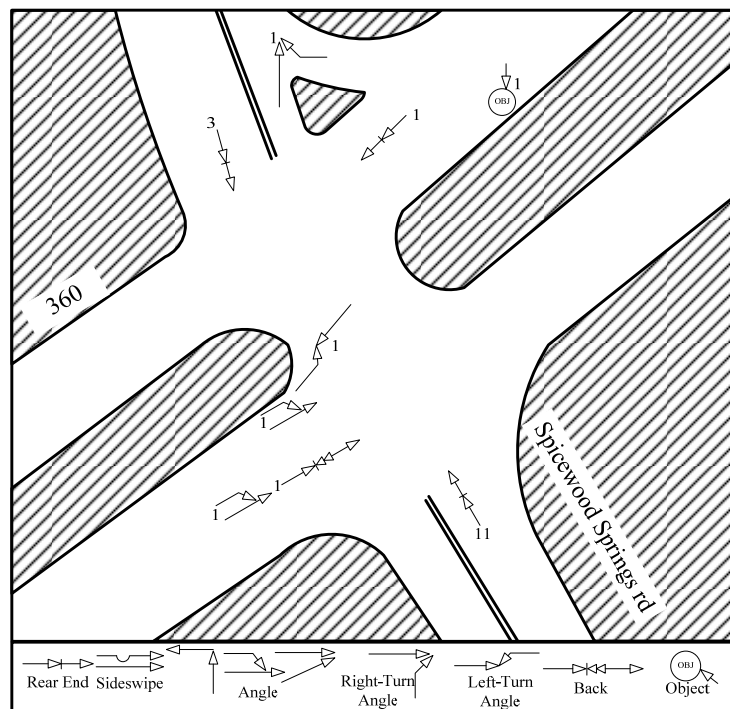 1
OBJ
1
1
3
360
1
1
1
1
11
Spicewood Springs rd
Rear End
Sideswipe
Angle
Right-Turn
Angle
Left-Turn
Angle
Back
OBJ
Object